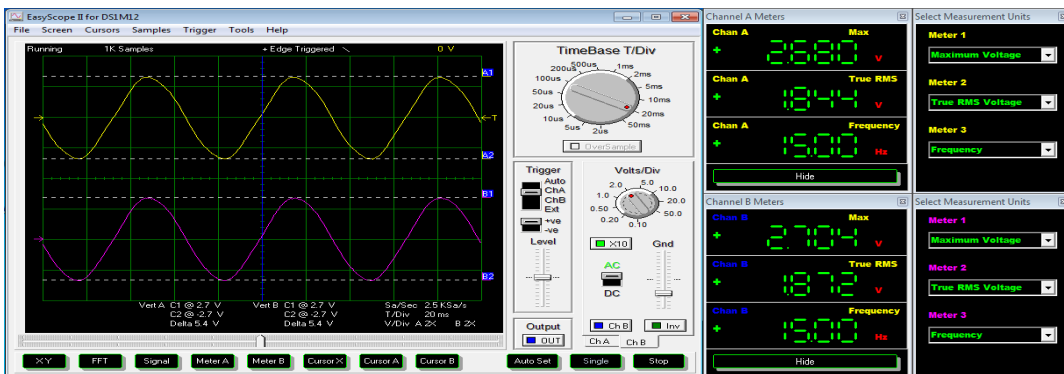 EasyScope II for DS1M12
File Screen Cursors Samples Trigger Tools Help
Running 1K Samples + Edge Triggered 0 V
A1
T
A2
B1
B2
Vert A C1 @ 2.7 V Vert B C1 @ 2.7 V Sa/Sec 2.5 KSa/s
C2 @ -2.7 V C2 @ -2.7 V T/Div 20 ms
Delta 5.4 V Delta 5.4 V V/Div A 2X B 2X
XY FFT Signal Meter A Meter B Cursor X Cursor A Cursor B Auto Set Single Stop
TimeBase T/Div
500us 1ms
200us 2ms
100us 5ms
50us 10ms
20us 20ms
10us 50ms
5us 2us
OverSample
Trigger
Auto
ChA
ChB
Ext
+ve
-ve
Level
Output
OUT
Volts/Div
2.0 5.0
1.0 10.0
0.50 20.0
0.20 50.0
0.10
X10 Gnd
AC
DC
Ch B Inv
Ch A Ch B
Channel A Meters
Chan A Max
+ 2.680 V
Chan A True RMS
+ 1.844 V
Chan A Frequency
+ 15.00 Hz
Hide
Select Measurement Units
Meter 1
Maximum Voltage
Meter 2
True RMS Voltage
Meter 3
Frequency
Channel B Meters
Chan B Max
+ 2.704 V
Chan B True RMS
+ 1.872 V
Chan B Frequency
+ 15.00 Hz
Hide
Select Measurement Units
Meter 1
Maximum Voltage
Meter 2
True RMS Voltage
Meter 3
Frequency